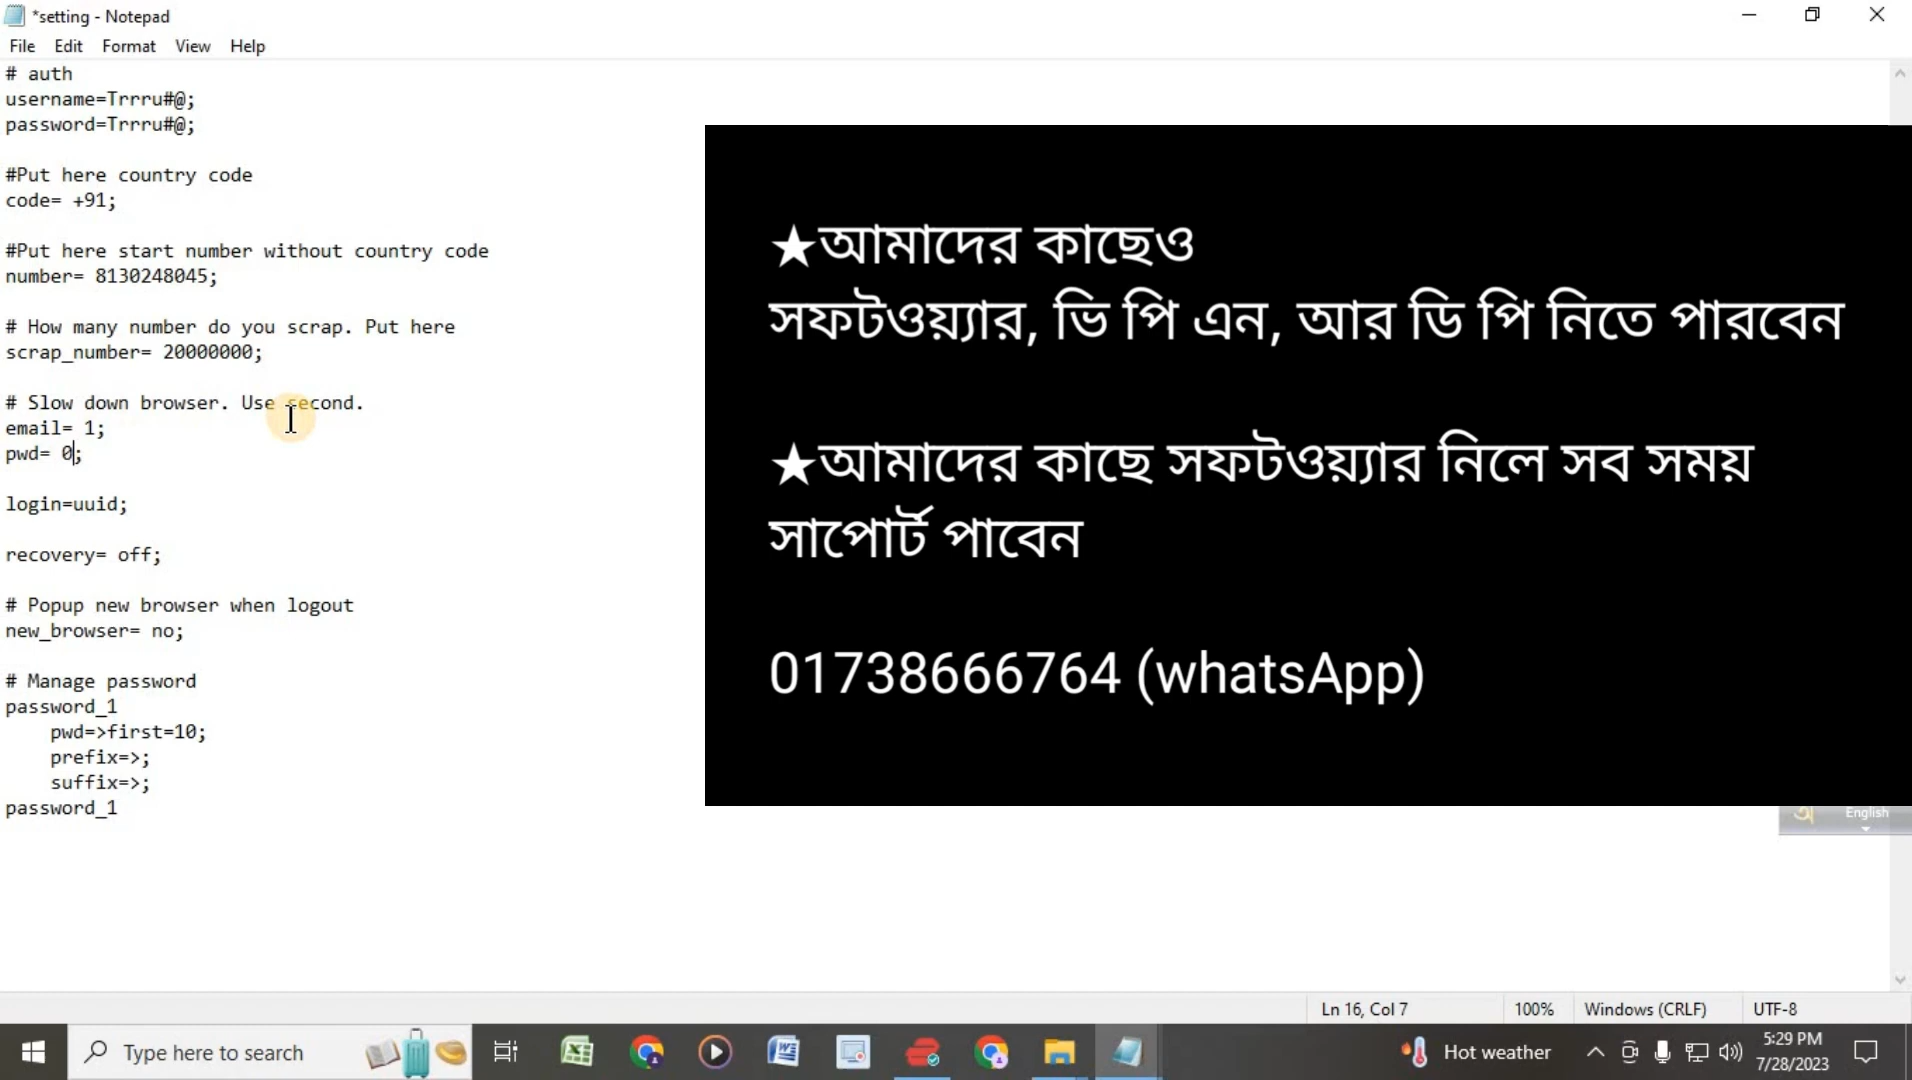 *setting - Notepad
File Edit Format View Help
# auth
username=Trrru#@;
password=Trrru#@;
#Put here country code
code= +91;
#Put here start number without country code
number= 8130248045;
# How many number do you scrap. Put here
scrap_number= 20000000;
# Slow down browser. Use second.
email= 1;
pwd= 0;
login=uuid;
recovery= off;
# Popup new browser when logout
new_browser= no;
# Manage password
password_1
pwd=>first=10;
prefix=>;
suffix=>;
password_1
★আমাদের কাছেও
সফটওয়্যার, ভি পি এন, আর ডি পি নিতে পারবেন
★আমাদের কাছে সফটওয়্যার নিলে সব সময়
সাপোর্ট পাবেন
01738666764 (whatsApp)
অ English
Ln 16, Col 7 100% Windows (CRLF) UTF-8
Type here to search
Hot weather
5:29 PM
7/28/2023